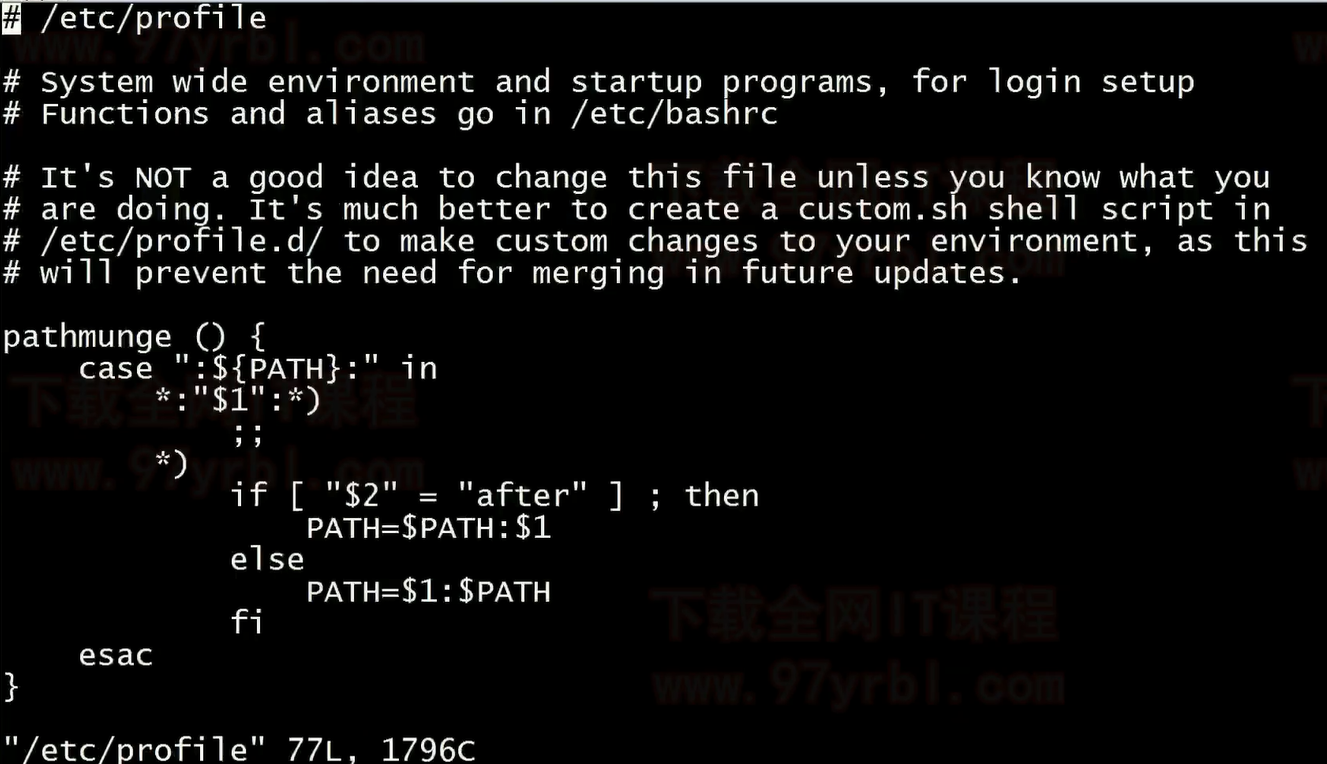 # /etc/profile
# System wide environment and startup programs, for login setup
# Functions and aliases go in /etc/bashrc
# It's NOT a good idea to change this file unless you know what you
# are doing. It's much better to create a custom.sh shell script in
# /etc/profile.d/ to make custom changes to your environment, as this
# will prevent the need for merging in future updates.
pathmunge () {
    case ":${PATH}:" in
        *:"$1":*)
            ;;
        *)
            if [ "$2" = "after" ] ; then
                PATH=$PATH:$1
            else
                PATH=$1:$PATH
            fi
    esac
}
"/etc/profile" 77L, 1796C
下载全网IT课程
www.97yrbl.com